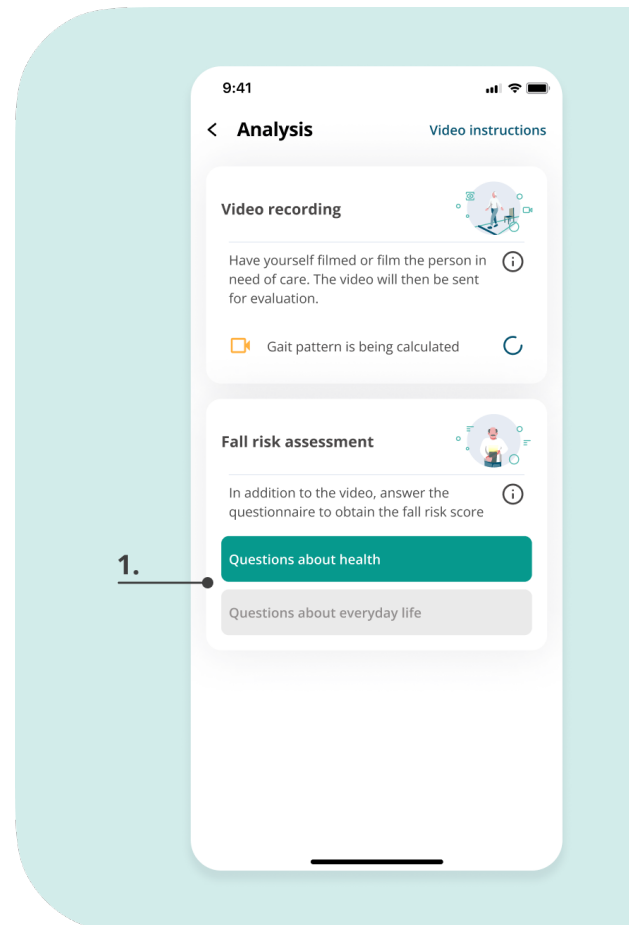 9:41
Analysis
Video instructions
Video recording
Have yourself filmed or film the person in
need of care. The video will then be sent
for evaluation.
Gait pattern is being calculated
Fall risk assessment
In addition to the video, answer the
questionnaire to obtain the fall risk score
1.
Questions about health
Questions about everyday life